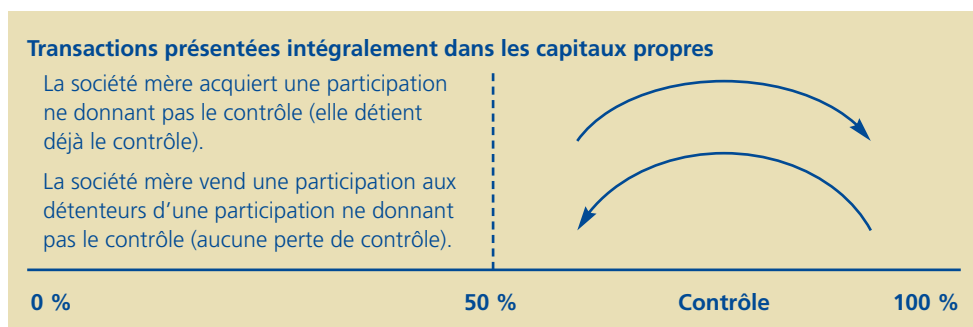 Transactions présentées intégralement dans les capitaux propres
La société mère acquiert une participation
ne donnant pas le contrôle (elle détient
déjà le contrôle).
La société mère vend une participation aux
détenteurs d’une participation ne donnant
pas le contrôle (aucune perte de contrôle).
0 % 50 % Contrôle 100 %